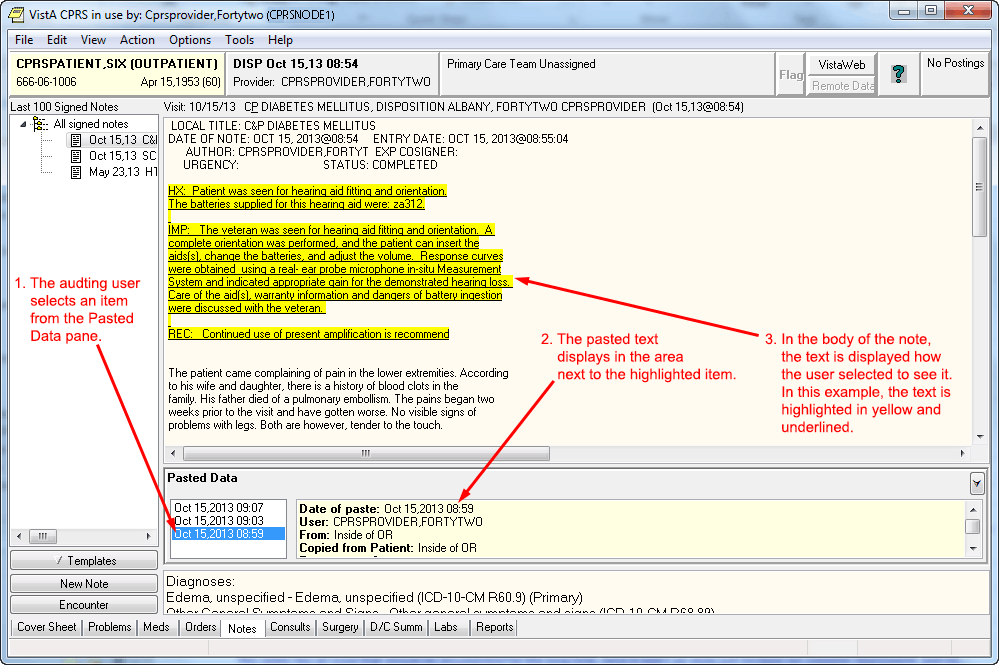 VistA CPRS in use by: Cprsprovider,Fortytwo (CPRSNODE1)
File Edit View Action Options Tools Help
CPRSPATIENT,SIX (OUTPATIENT)
666-06-1006 Apr 15,1953 (60)
DISP Oct 15,13 08:54
Provider: CPRSPROVIDER,FORTYTWO
Primary Care Team Unassigned
Flag
VistaWeb
Remote Data
?
No Postings
Last 100 Signed Notes
Visit: 10/15/13 CP DIABETES MELLITUS, DISPOSITION ALBANY, FORTYTWO CPRSPROVIDER (Oct 15,13@08:54)
All signed notes
Oct 15,13 C&
Oct 15,13 SC
May 23,13 HT
LOCAL TITLE: C&P DIABETES MELLITUS
DATE OF NOTE: OCT 15, 2013@08:54 ENTRY DATE: OCT 15, 2013@08:55:04
AUTHOR: CPRSPROVIDER,FORTYT EXP COSIGNER:
URGENCY: STATUS: COMPLETED
HX: Patient was seen for hearing aid fitting and orientation.
The batteries supplied for this hearing aid were: za312.
IMP: The veteran was seen for hearing aid fitting and orientation. A
complete orientation was performed, and the patient can insert the
aids(s), change the batteries, and adjust the volume. Response curves
were obtained using a real- ear probe microphone in-situ Measurement
System and indicated appropriate gain for the demonstrated hearing loss.
Care of the aid(s), warranty information and dangers of battery ingestion
were discussed with the veteran.
REC: Continued use of present amplification is recommend
The patient came complaining of pain in the lower extremities. According
to his wife and daughter, there is a history of blood clots in the
family. His father died of a pulmonary embollism. The pains began two
weeks prior to the visit and have gotten worse. No visible signs of
problems with legs. Both are however, tender to the touch.
1. The audting user
selects an item
from the Pasted
Data pane.
2. The pasted text
displays in the area
next to the highlighted item.
3. In the body of the note,
the text is displayed how
the user selected to see it.
In this example, the text is
highlighted in yellow and
underlined.
Pasted Data
Oct 15,2013 09:07
Oct 15,2013 09:03
Oct 15,2013 08:59
Date of paste: Oct 15,2013 08:59
User: CPRSPROVIDER,FORTYTWO
From: Inside of OR
Copied from Patient: Inside of OR
/ Templates
New Note
Encounter
Diagnoses:
Edema, unspecified - Edema, unspecified (ICD-10-CM R60.9) (Primary)
Other General Symptoms and Signs - Other general symptoms and signs (ICD-10-CM R68.89)
Cover Sheet Problems Meds Orders Notes Consults Surgery D/C Summ Labs Reports